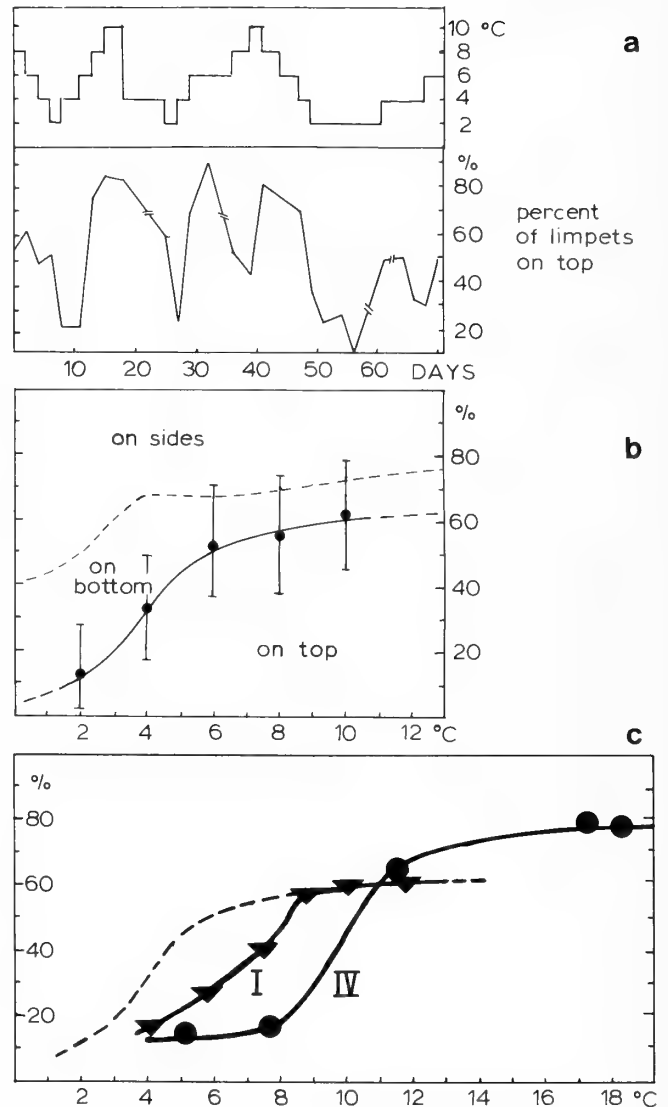 10 °C
8
6
4
2
a
%
80
60
40
20
percent
of limpets
on top
10 20 30 40 50 60 DAYS
%
80
60
40
20
b
on sides
on
bottom
on top
2 4 6 8 10 12 °C
c
%
80
60
40
20
I
IV
2 4 6 8 10 12 14 16 18 °C